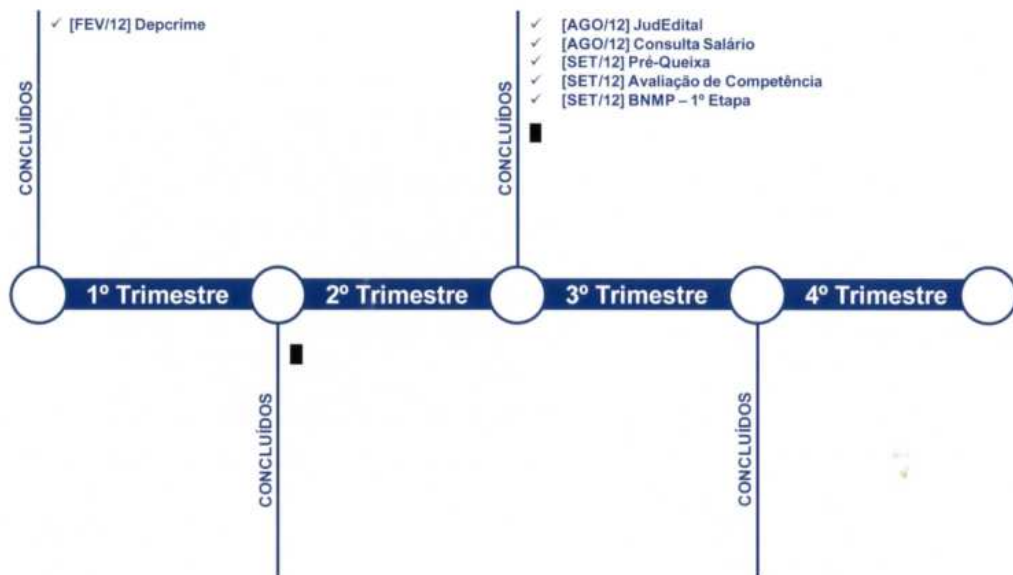 ✓ [FEV/12] Depcrime
CONCLUÍDOS
✓ [AGO/12] JudEdital
✓ [AGO/12] Consulta Salário
✓ [SET/12] Pré-Queixa
✓ [SET/12] Avaliação de Competência
✓ [SET/12] BNMP – 1º Etapa
CONCLUÍDOS
1º Trimestre
2º Trimestre
3º Trimestre
4º Trimestre
CONCLUÍDOS
CONCLUÍDOS